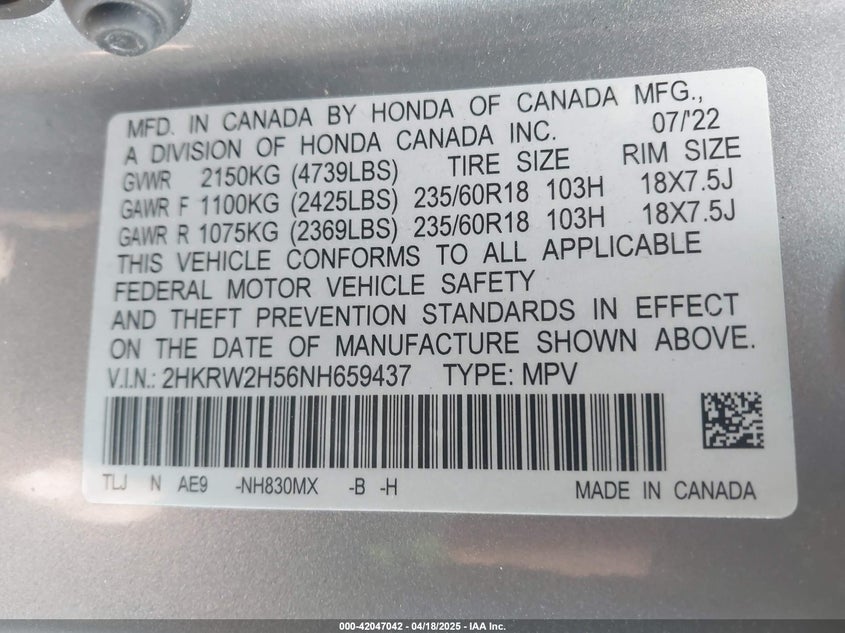 MFD. IN CANADA BY HONDA OF CANADA MFG.,
A DIVISION OF HONDA CANADA INC. 07/'22
GVWR 2150KG (4739LBS) TIRE SIZE RIM SIZE
GAWR F 1100KG (2425LBS) 235/60R18 103H 18X7.5J
GAWR R 1075KG (2369LBS) 235/60R18 103H 18X7.5J
THIS VEHICLE CONFORMS TO ALL APPLICABLE
FEDERAL MOTOR VEHICLE SAFETY
AND THEFT PREVENTION STANDARDS IN EFFECT
ON THE DATE OF MANUFACTURE SHOWN ABOVE.
V.I.N.: 2HKRW2H56NH659437 TYPE: MPV
TLJ N AE9 -NH830MX -B -H MADE IN CANADA
000-42047042 - 04/18/2025 - IAA Inc.